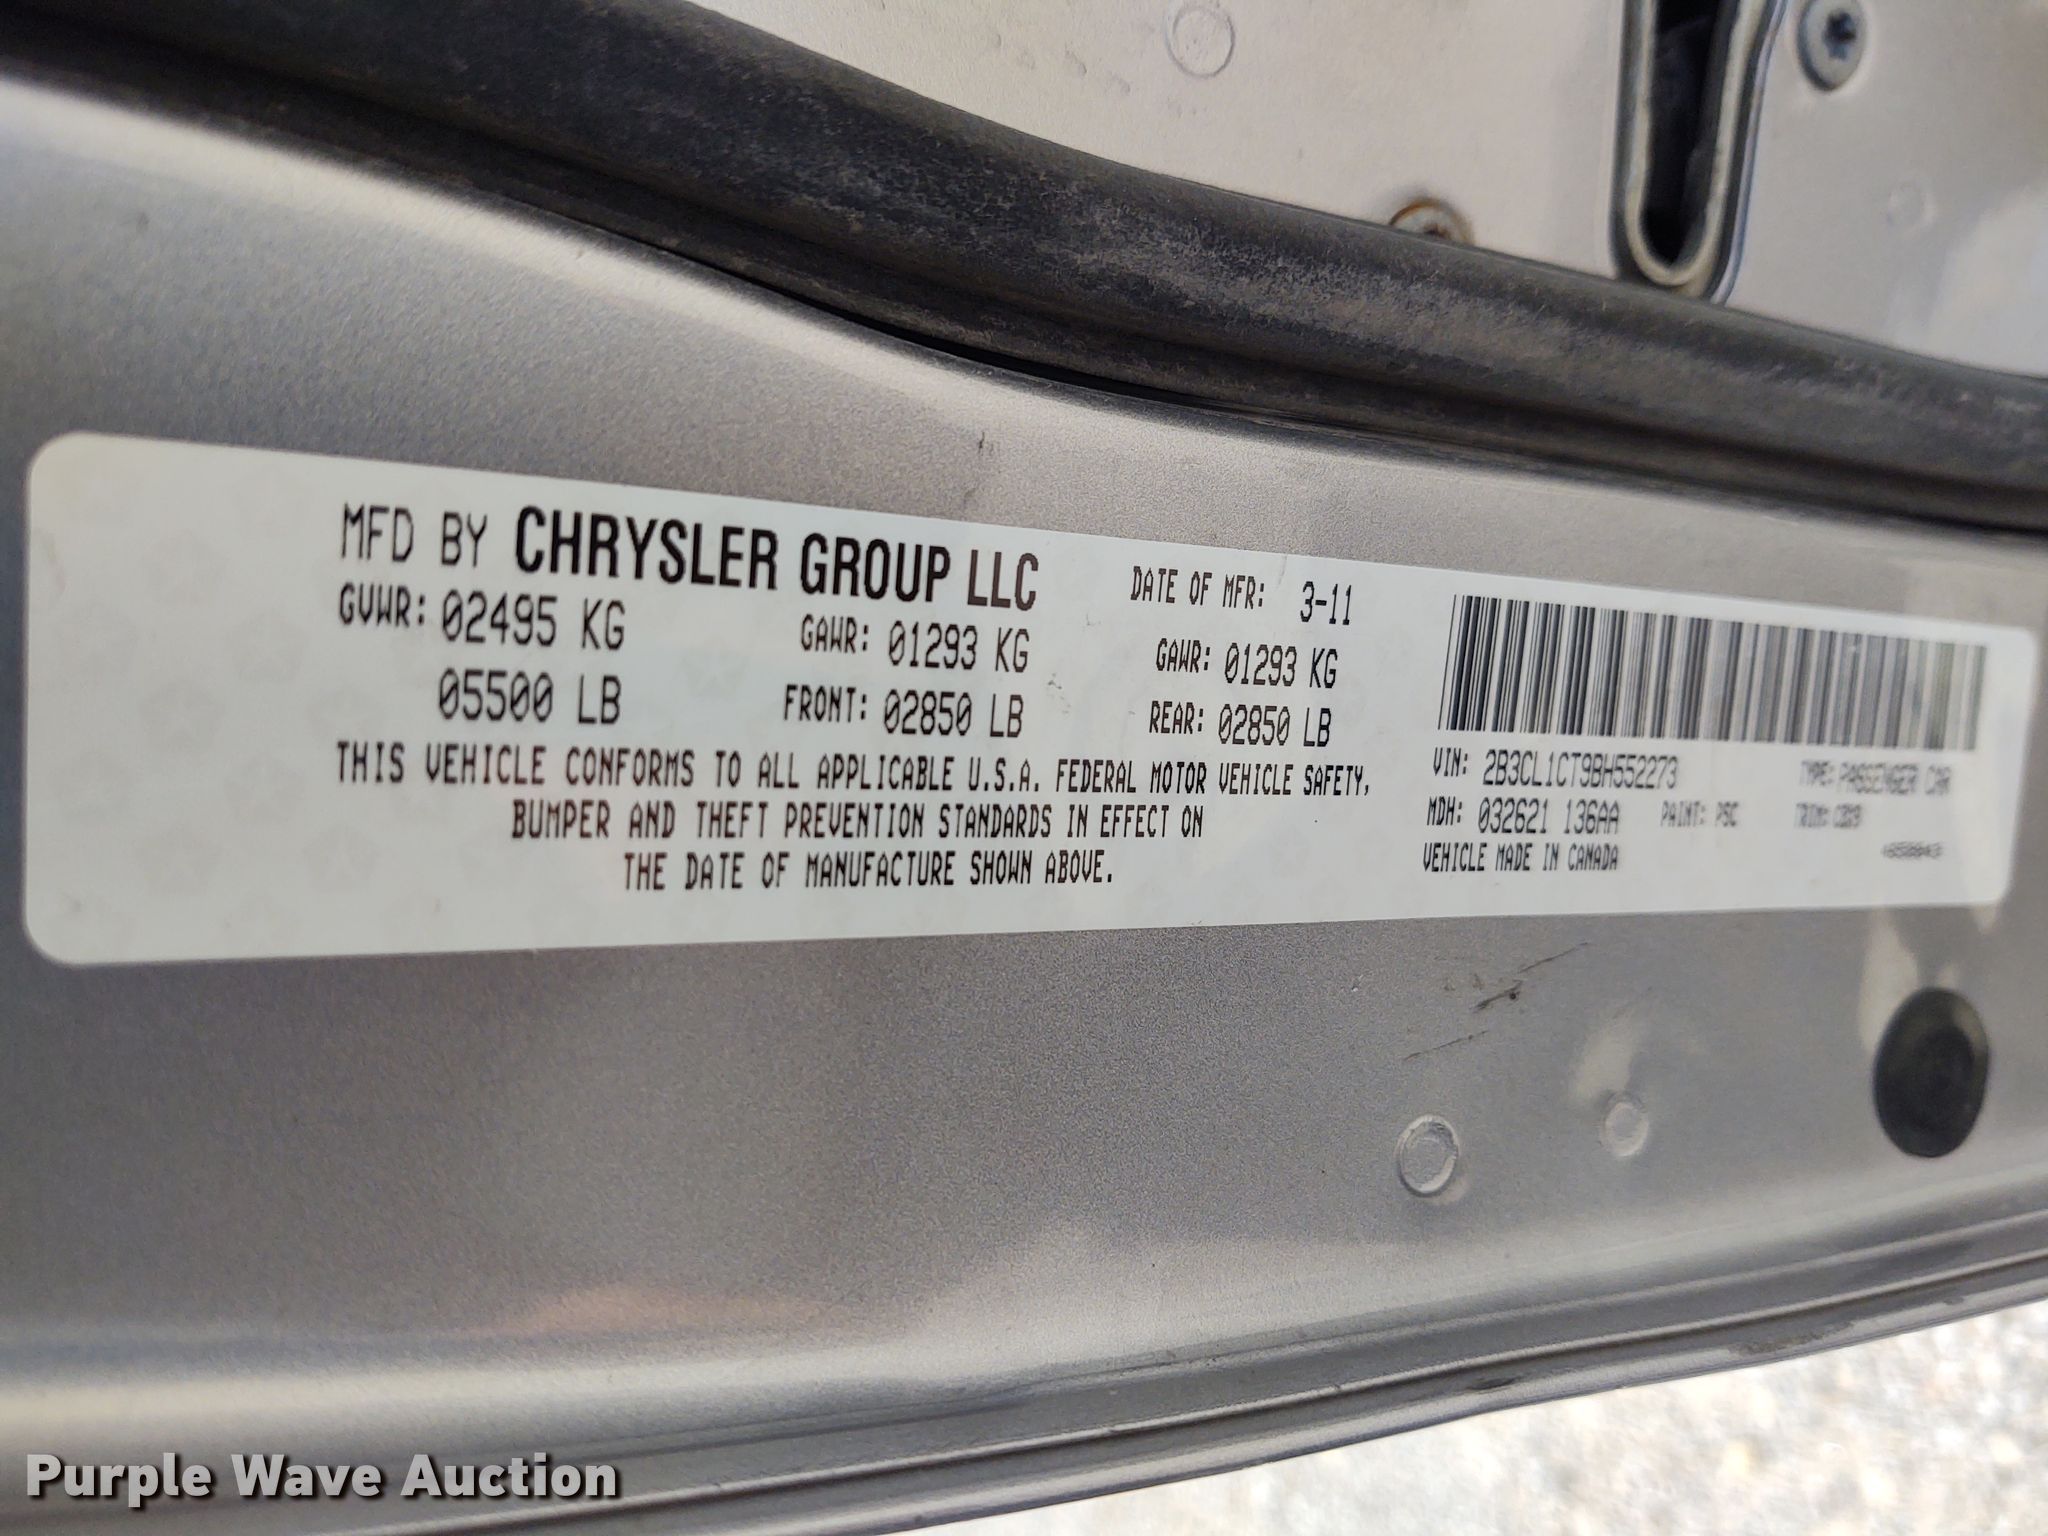 MFD BY CHRYSLER GROUP LLC DATE OF MFR: 3-11
GVWR: 02495 KG GAWR: 01293 KG GAWR: 01293 KG
05500 LB FRONT: 02850 LB REAR: 02850 LB
THIS VEHICLE CONFORMS TO ALL APPLICABLE U.S.A. FEDERAL MOTOR VEHICLE SAFETY,
BUMPER AND THEFT PREVENTION STANDARDS IN EFFECT ON
THE DATE OF MANUFACTURE SHOWN ABOVE.
VIN: 2B3CL1CT9BH552273 TYPE: PASSENGER CAR
MDH: 032621 136AA PAINT: PSC TRIM:
VEHICLE MADE IN CANADA
Purple Wave Auction